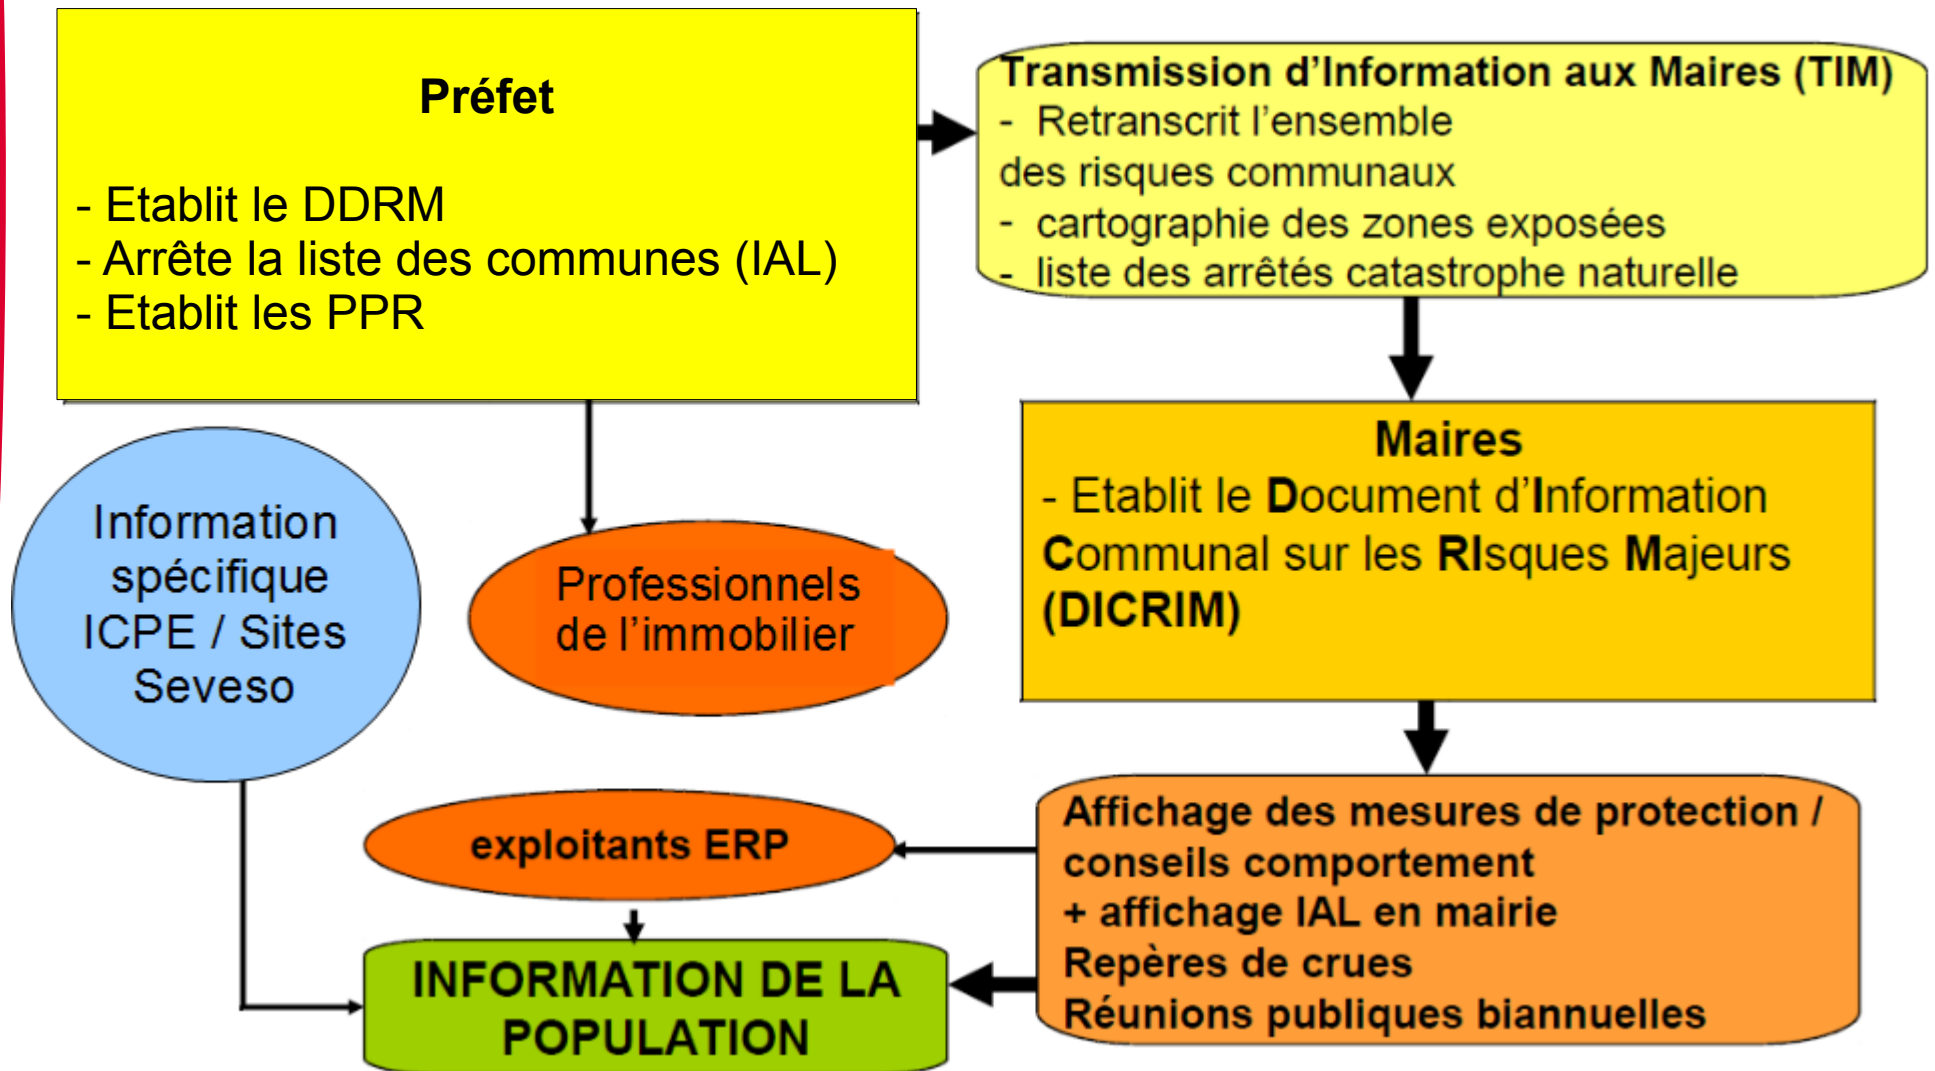 Préfet
- Etablit le DDRM
- Arrête la liste des communes (IAL)
- Etablit les PPR
Transmission d’Information aux Maires (TIM)
- Retranscrit l’ensemble
des risques communaux
- cartographie des zones exposées
- liste des arrêtés catastrophe naturelle
Maires
- Etablit le Document d’Information
Communal sur les RIsques Majeurs
(DICRIM)
Information
spécifique
ICPE / Sites
Seveso
Professionnels
de l’immobilier
exploitants ERP
Affichage des mesures de protection /
conseils comportement
+ affichage IAL en mairie
Repères de crues
Réunions publiques biannuelles
INFORMATION DE LA
POPULATION